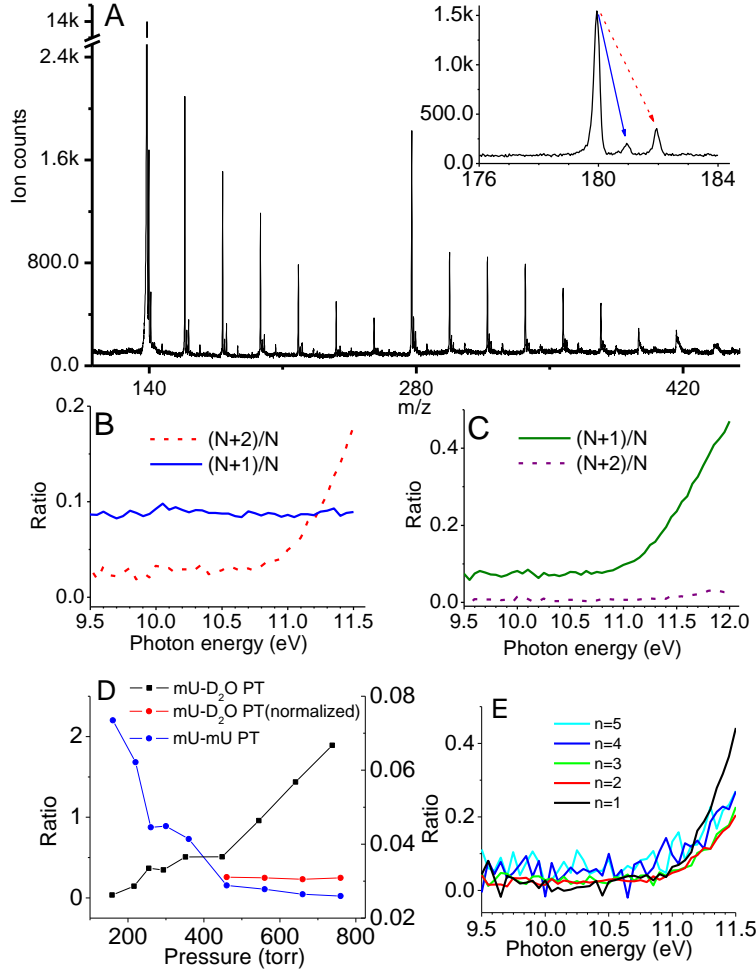 A
14k
2.4k
1.6k
800.0
0.0
Ion counts
140
280
420
m/z
1.5k
500.0
0.0
176
180
184
B
0.2
0.1
0.0
Ratio
(N+2)/N
(N+1)/N
9.5
10.0
10.5
11.0
11.5
Photon energy (eV)
C
0.4
0.2
0.0
Ratio
(N+1)/N
(N+2)/N
9.5
10.0
10.5
11.0
11.5
12.0
Photon energy (eV)
D
mU-D₂O PT
mU-D₂O PT(normalized)
mU-mU PT
2
1
0
Ratio
0.08
0.06
0.04
0.02
200
400
600
800
Pressure (torr)
E
n=5
n=4
n=3
n=2
n=1
0.4
0.2
0.0
Ratio
9.5
10.0
10.5
11.0
11.5
Photon energy (eV)